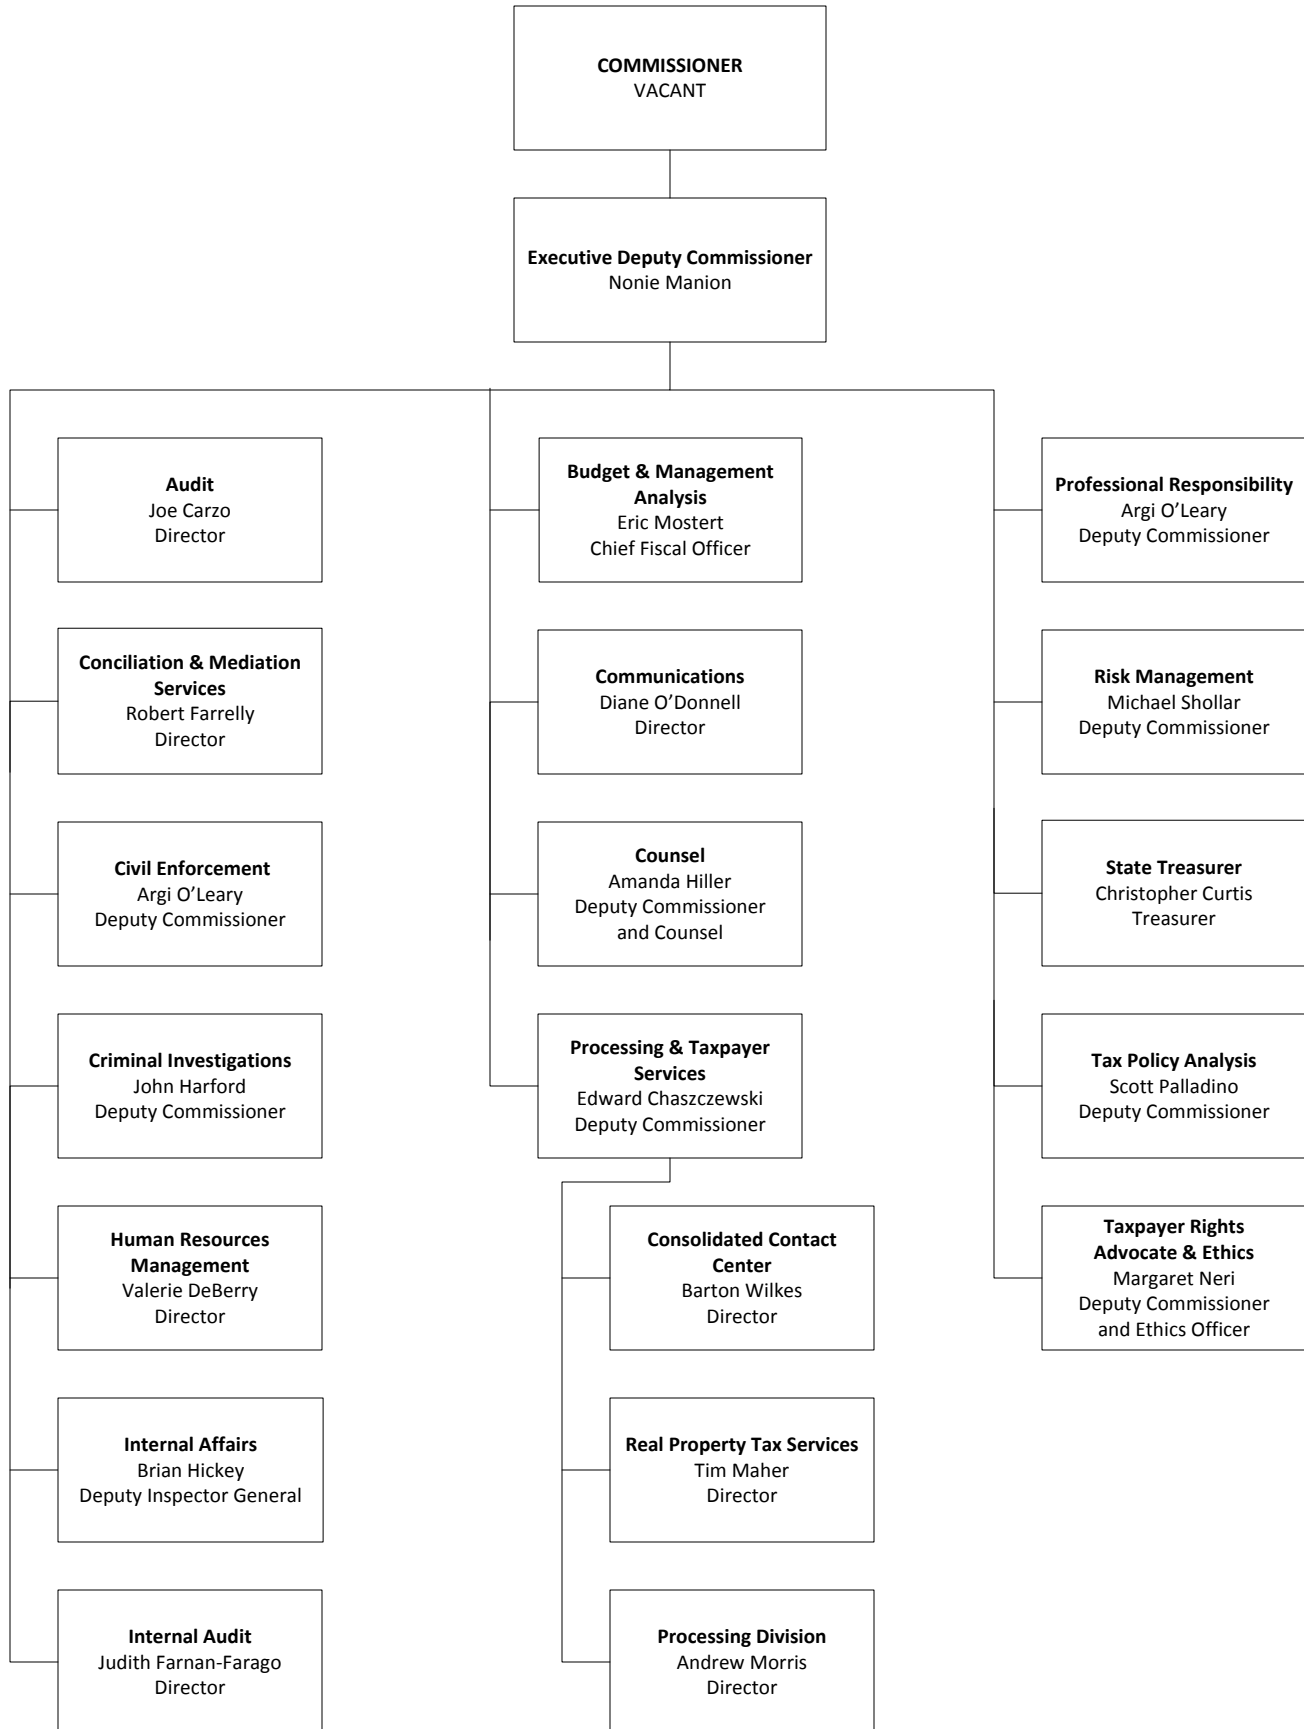 COMMISSIONER
VACANT
Executive Deputy Commissioner
Nonie Manion
Audit
Joe Carzo
Director
Conciliation & Mediation
Services
Robert Farrelly
Director
Civil Enforcement
Argi O’Leary
Deputy Commissioner
Criminal Investigations
John Harford
Deputy Commissioner
Human Resources
Management
Valerie DeBerry
Director
Internal Affairs
Brian Hickey
Deputy Inspector General
Internal Audit
Judith Farnan-Farago
Director
Budget & Management
Analysis
Eric Mostert
Chief Fiscal Officer
Communications
Diane O’Donnell
Director
Counsel
Amanda Hiller
Deputy Commissioner
and Counsel
Processing & Taxpayer
Services
Edward Chaszczewski
Deputy Commissioner
Consolidated Contact
Center
Barton Wilkes
Director
Real Property Tax Services
Tim Maher
Director
Processing Division
Andrew Morris
Director
Professional Responsibility
Argi O’Leary
Deputy Commissioner
Risk Management
Michael Shollar
Deputy Commissioner
State Treasurer
Christopher Curtis
Treasurer
Tax Policy Analysis
Scott Palladino
Deputy Commissioner
Taxpayer Rights
Advocate & Ethics
Margaret Neri
Deputy Commissioner
and Ethics Officer